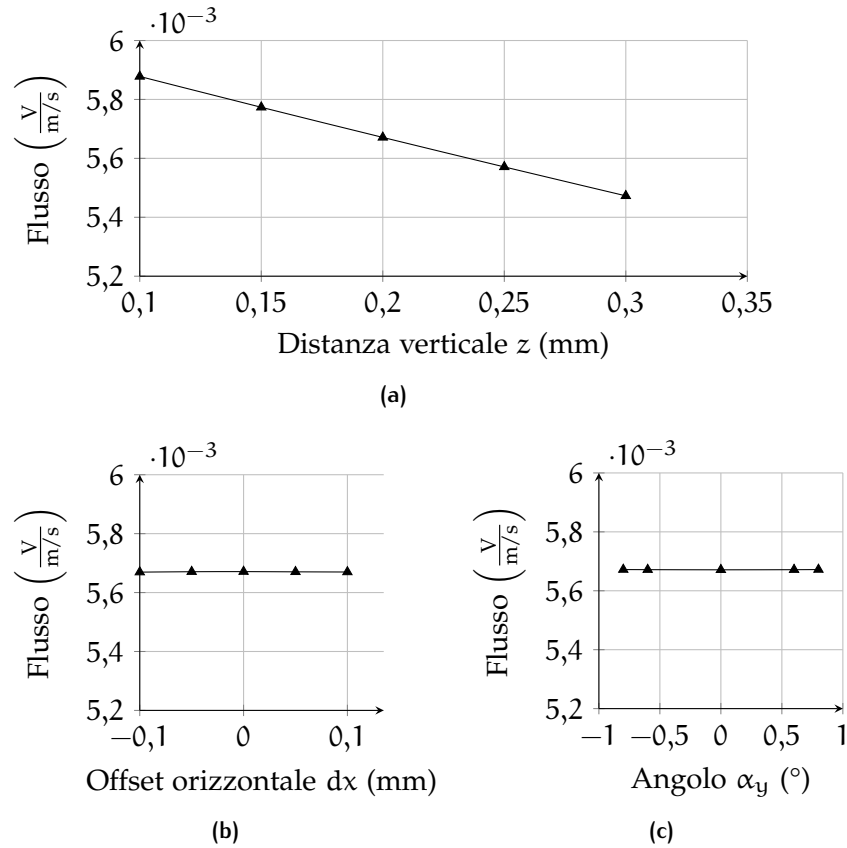 ·10⁻³
6
5,8
5,6
5,4
5,2
Flusso (V/m/s)
0,1 0,15 0,2 0,25 0,3 0,35
Distanza verticale z (mm)
(a)
·10⁻³
6
5,8
5,6
5,4
5,2
Flusso (V/m/s)
−0,1 0 0,1
Offset orizzontale dx (mm)
(b)
·10⁻³
6
5,8
5,6
5,4
5,2
Flusso (V/m/s)
−1 −0,5 0 0,5 1
Angolo αy (°)
(c)